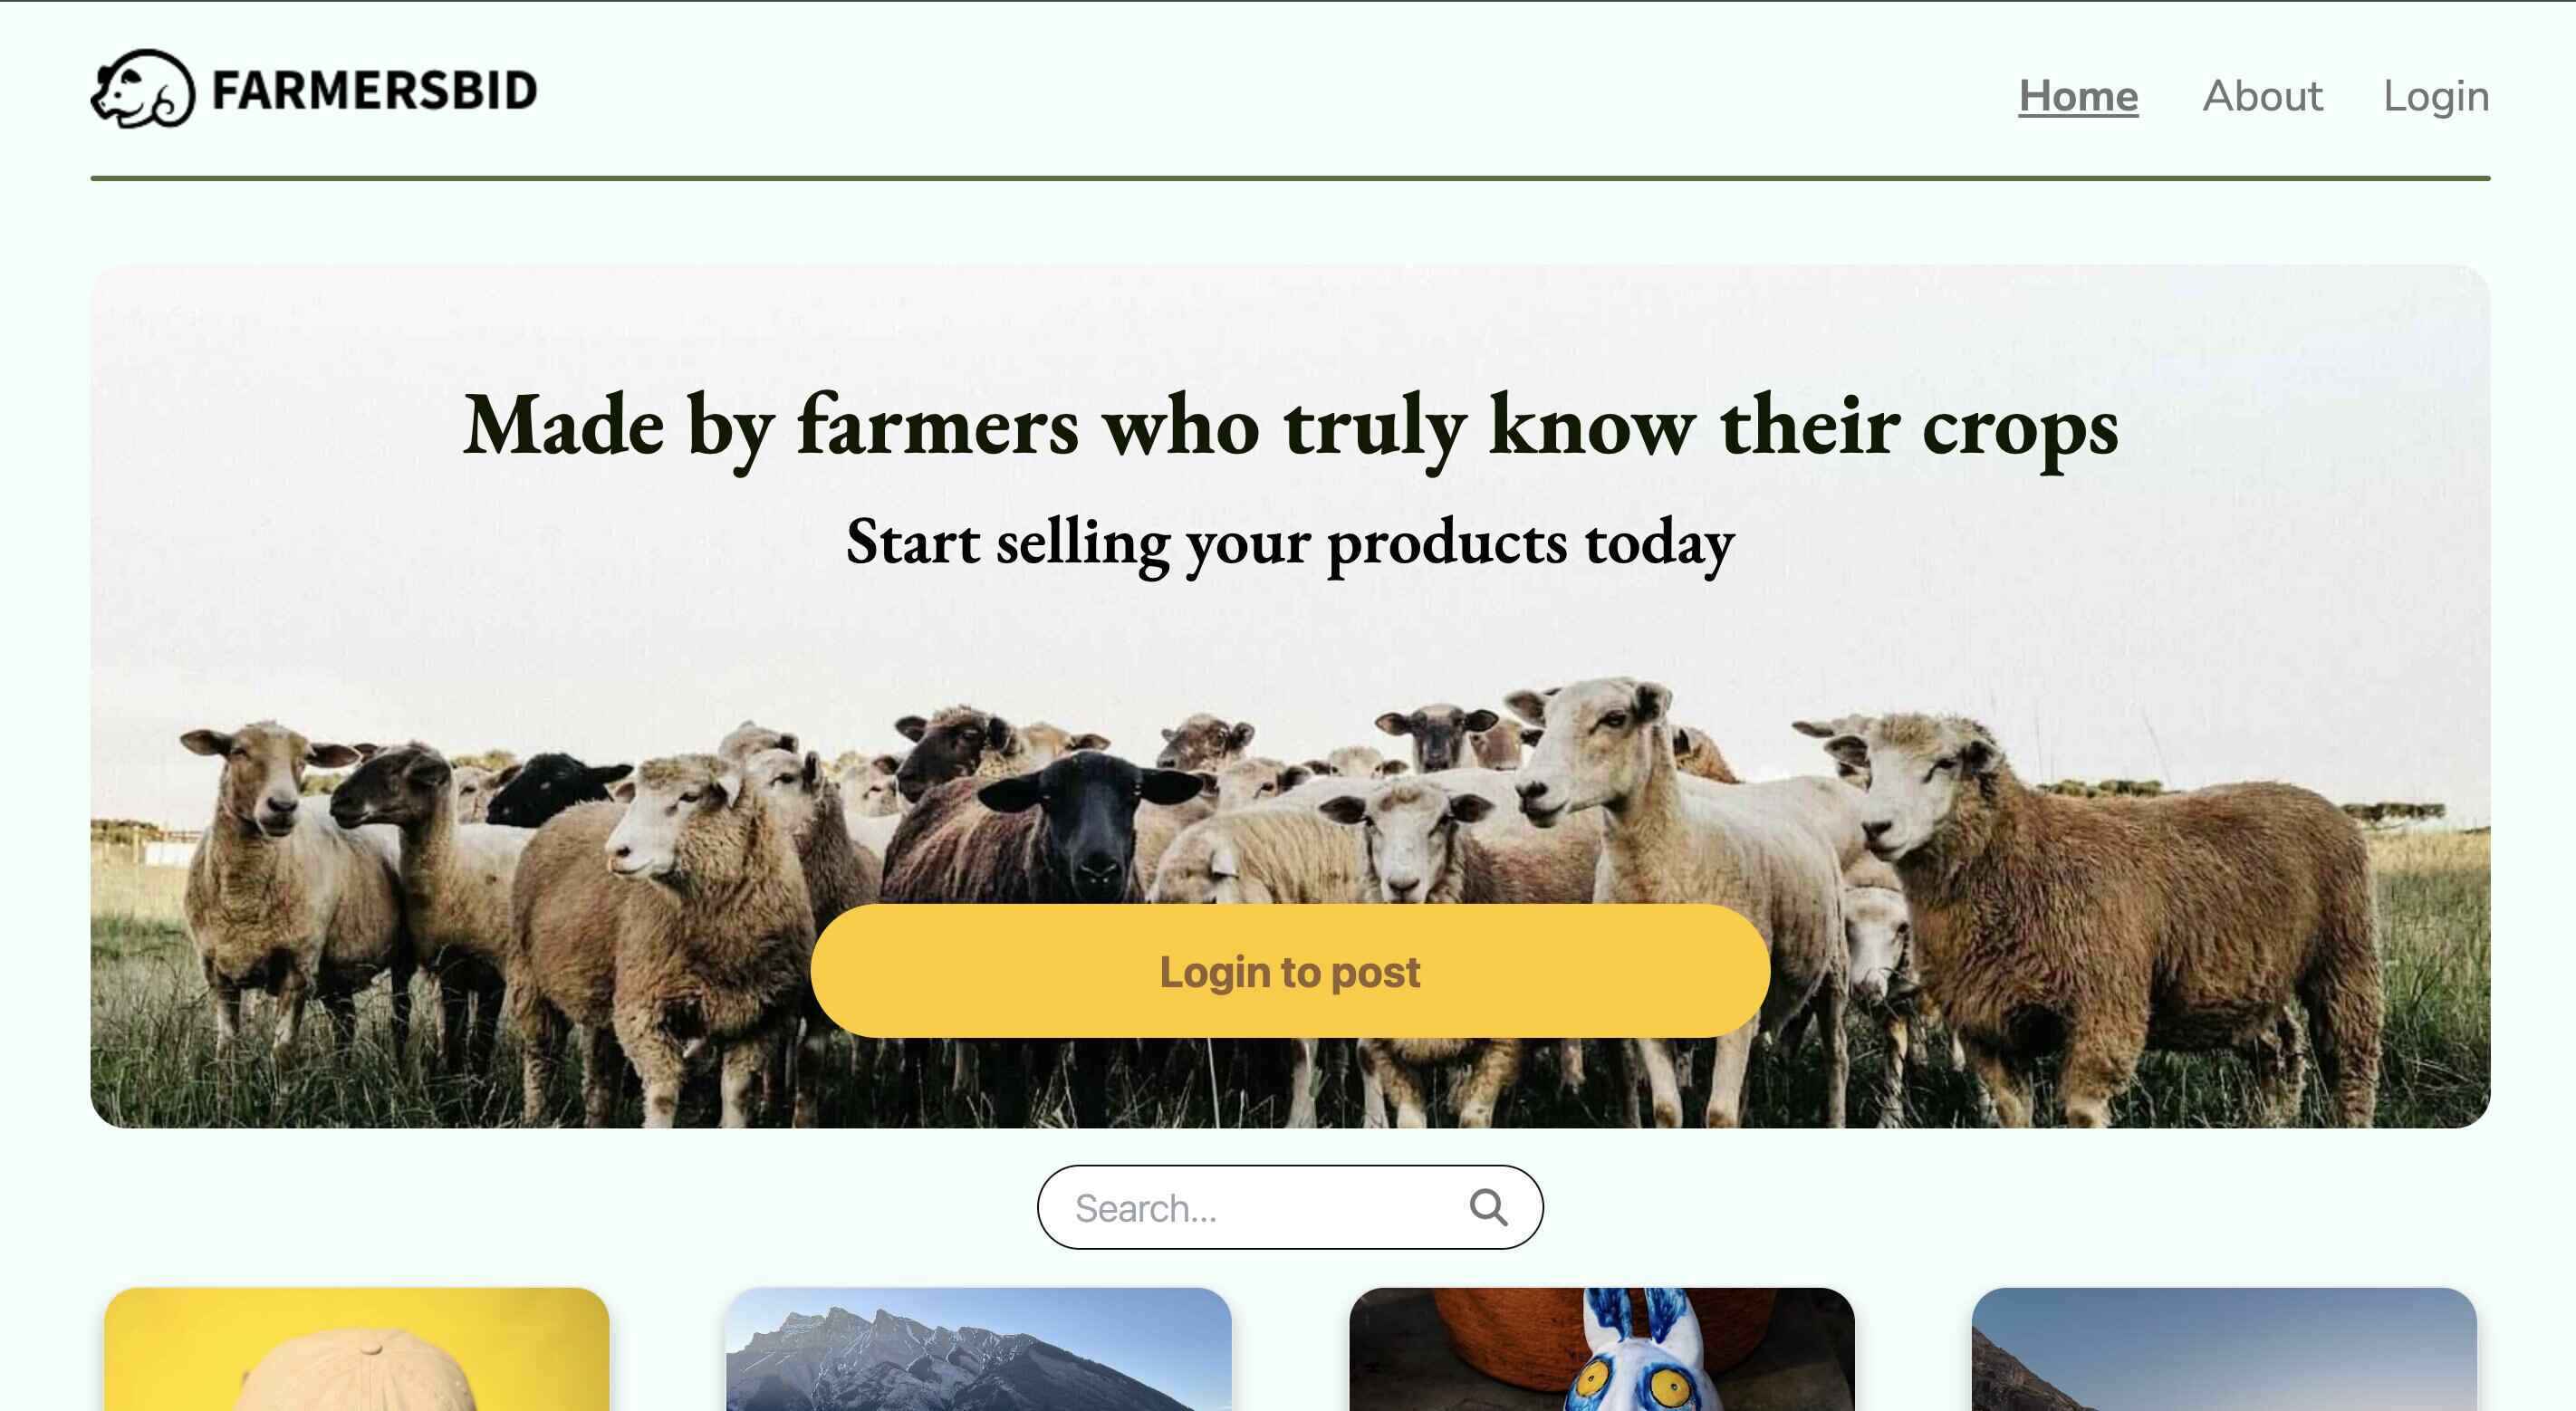 FARMERSBID
Home About Login
Made by farmers who truly know their crops
Start selling your products today
Login to post
Search...